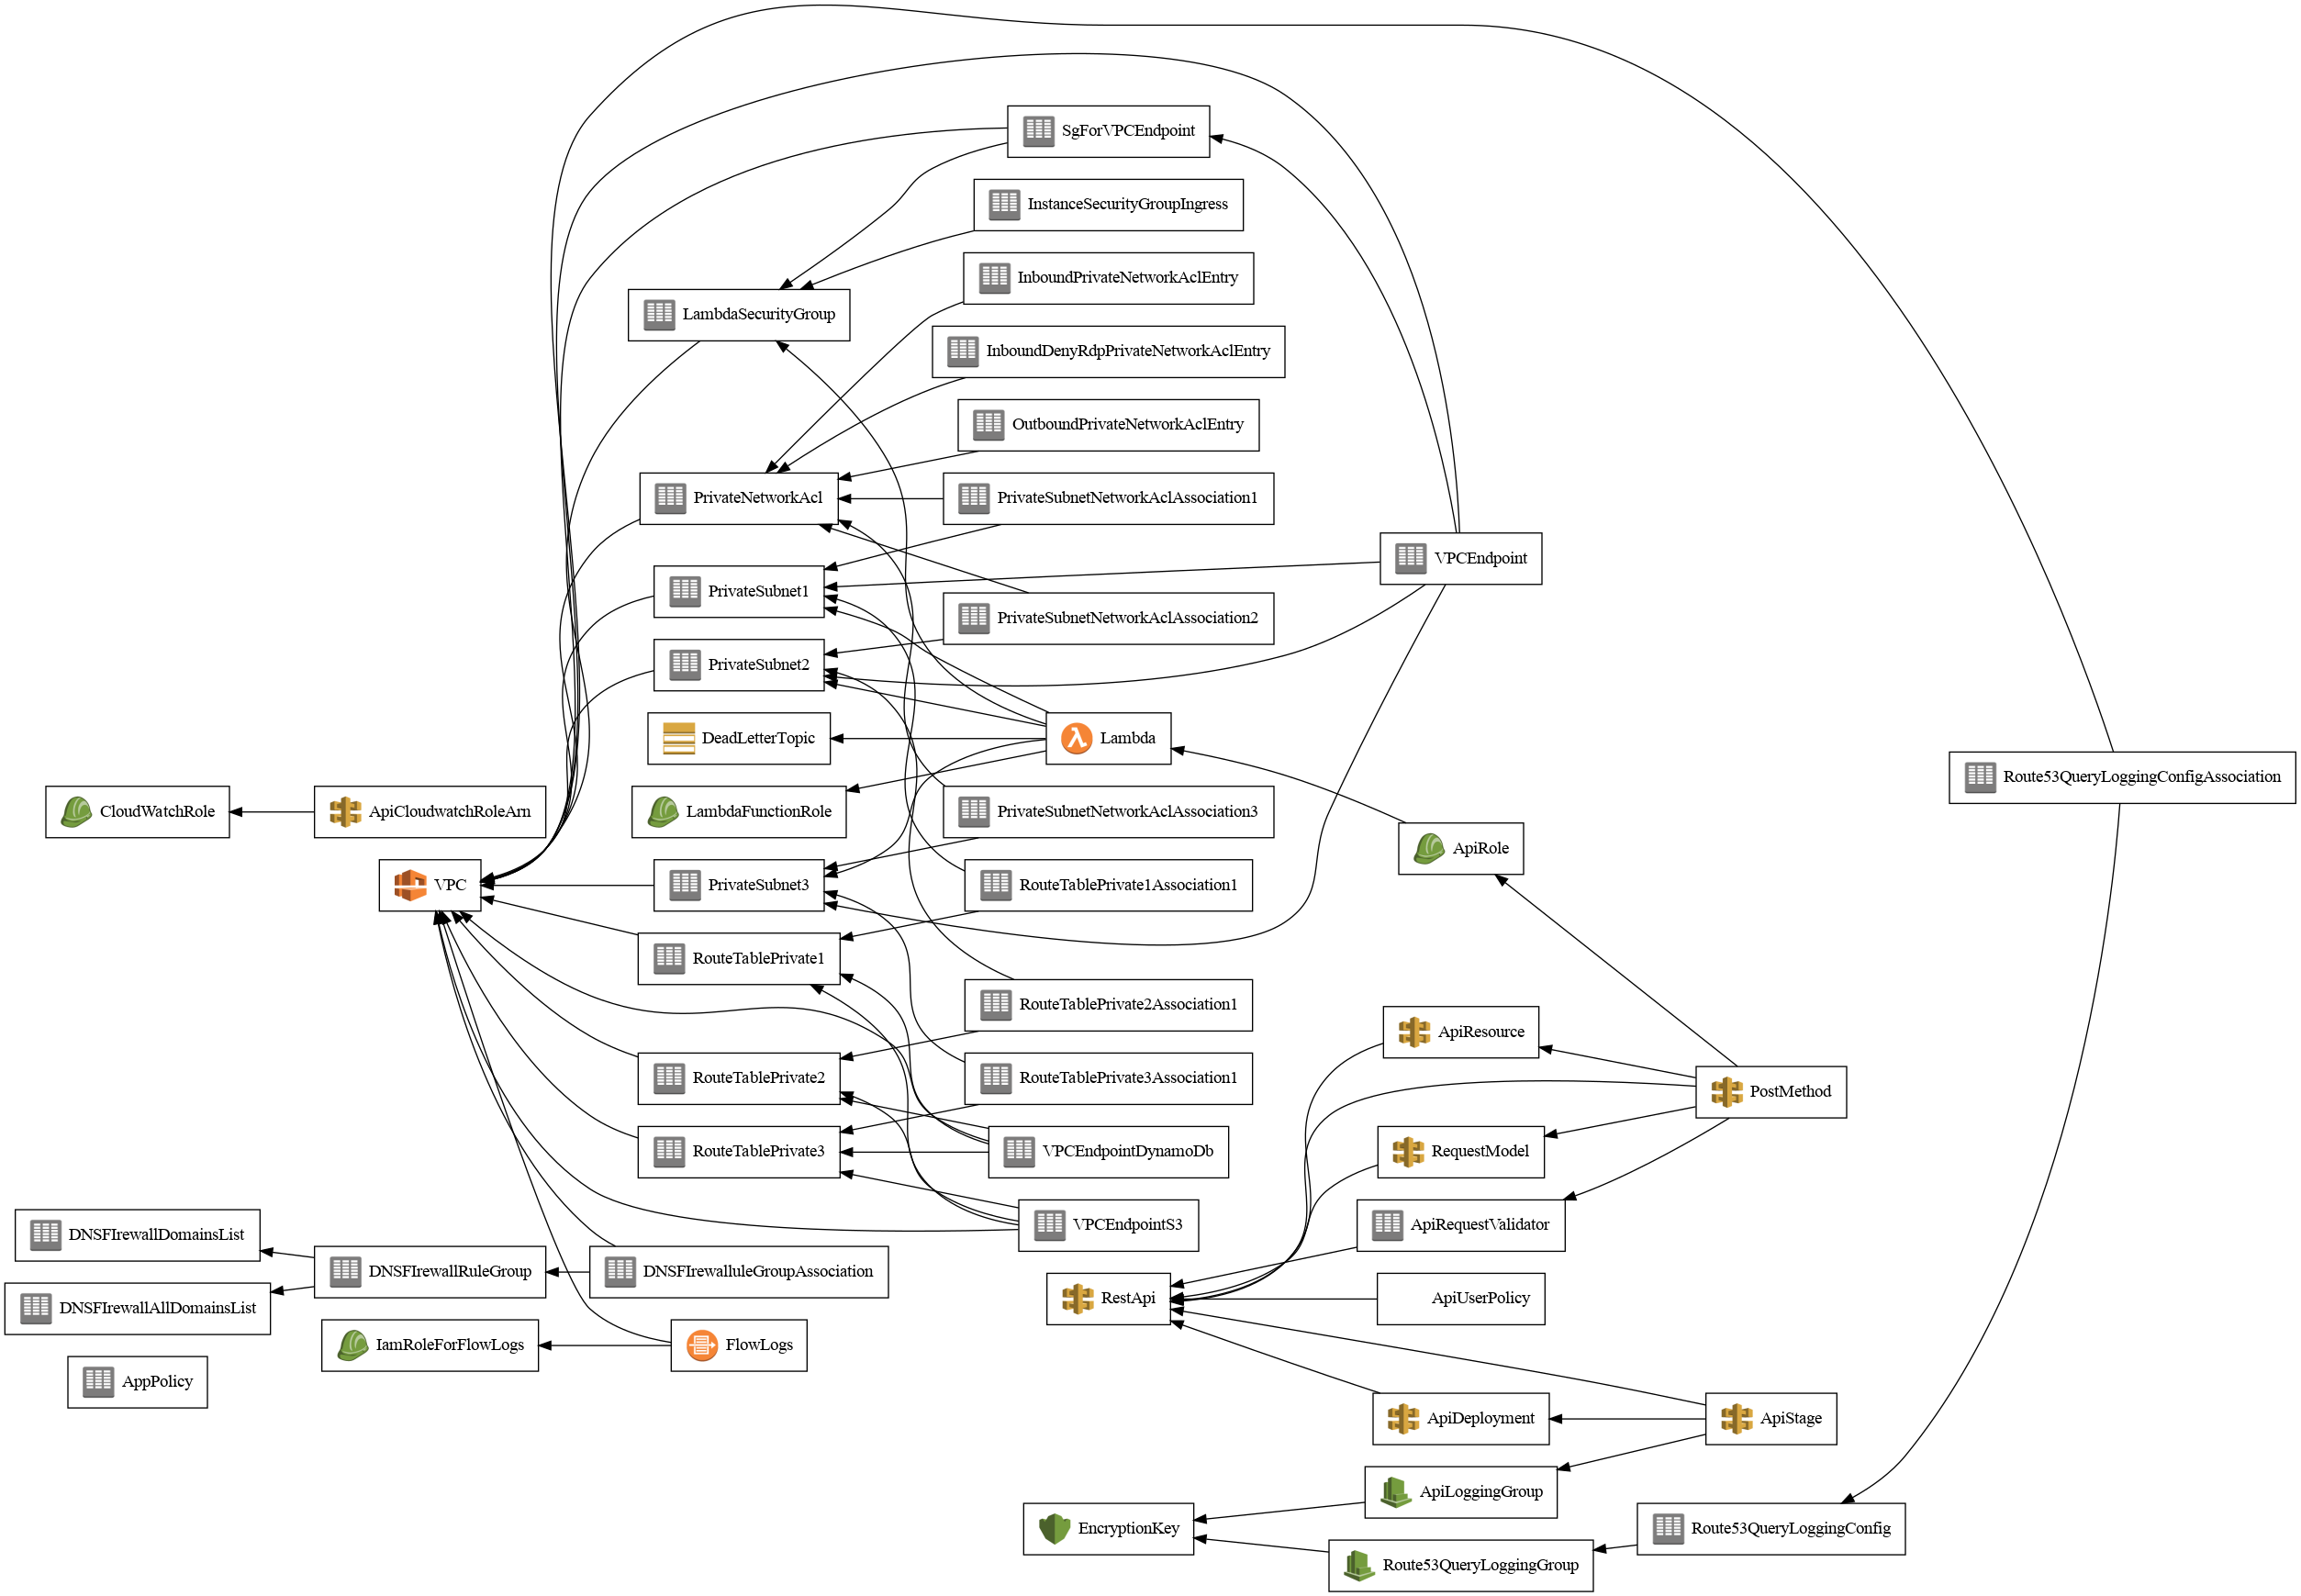 SgForVPCEndpoint
InstanceSecurityGroupIngress
InboundPrivateNetworkAclEntry
LambdaSecurityGroup
InboundDenyRdpPrivateNetworkAclEntry
OutboundPrivateNetworkAclEntry
PrivateNetworkAcl
PrivateSubnetNetworkAclAssociation1
VPCEndpoint
PrivateSubnet1
PrivateSubnetNetworkAclAssociation2
PrivateSubnet2
DeadLetterTopic
Lambda
Route53QueryLoggingConfigAssociation
CloudWatchRole
ApiCloudwatchRoleArn
LambdaFunctionRole
PrivateSubnetNetworkAclAssociation3
ApiRole
VPC
PrivateSubnet3
RouteTablePrivate1Association1
RouteTablePrivate1
RouteTablePrivate2Association1
ApiResource
RouteTablePrivate2
RouteTablePrivate3Association1
PostMethod
RouteTablePrivate3
VPCEndpointDynamoDb
RequestModel
DNSFIrewallDomainsList
VPCEndpointS3
ApiRequestValidator
DNSFIrewallRuleGroup
DNSFIrewalluleGroupAssociation
DNSFIrewallAllDomainsList
RestApi
ApiUserPolicy
IamRoleForFlowLogs
FlowLogs
AppPolicy
ApiDeployment
ApiStage
ApiLoggingGroup
EncryptionKey
Route53QueryLoggingConfig
Route53QueryLoggingGroup